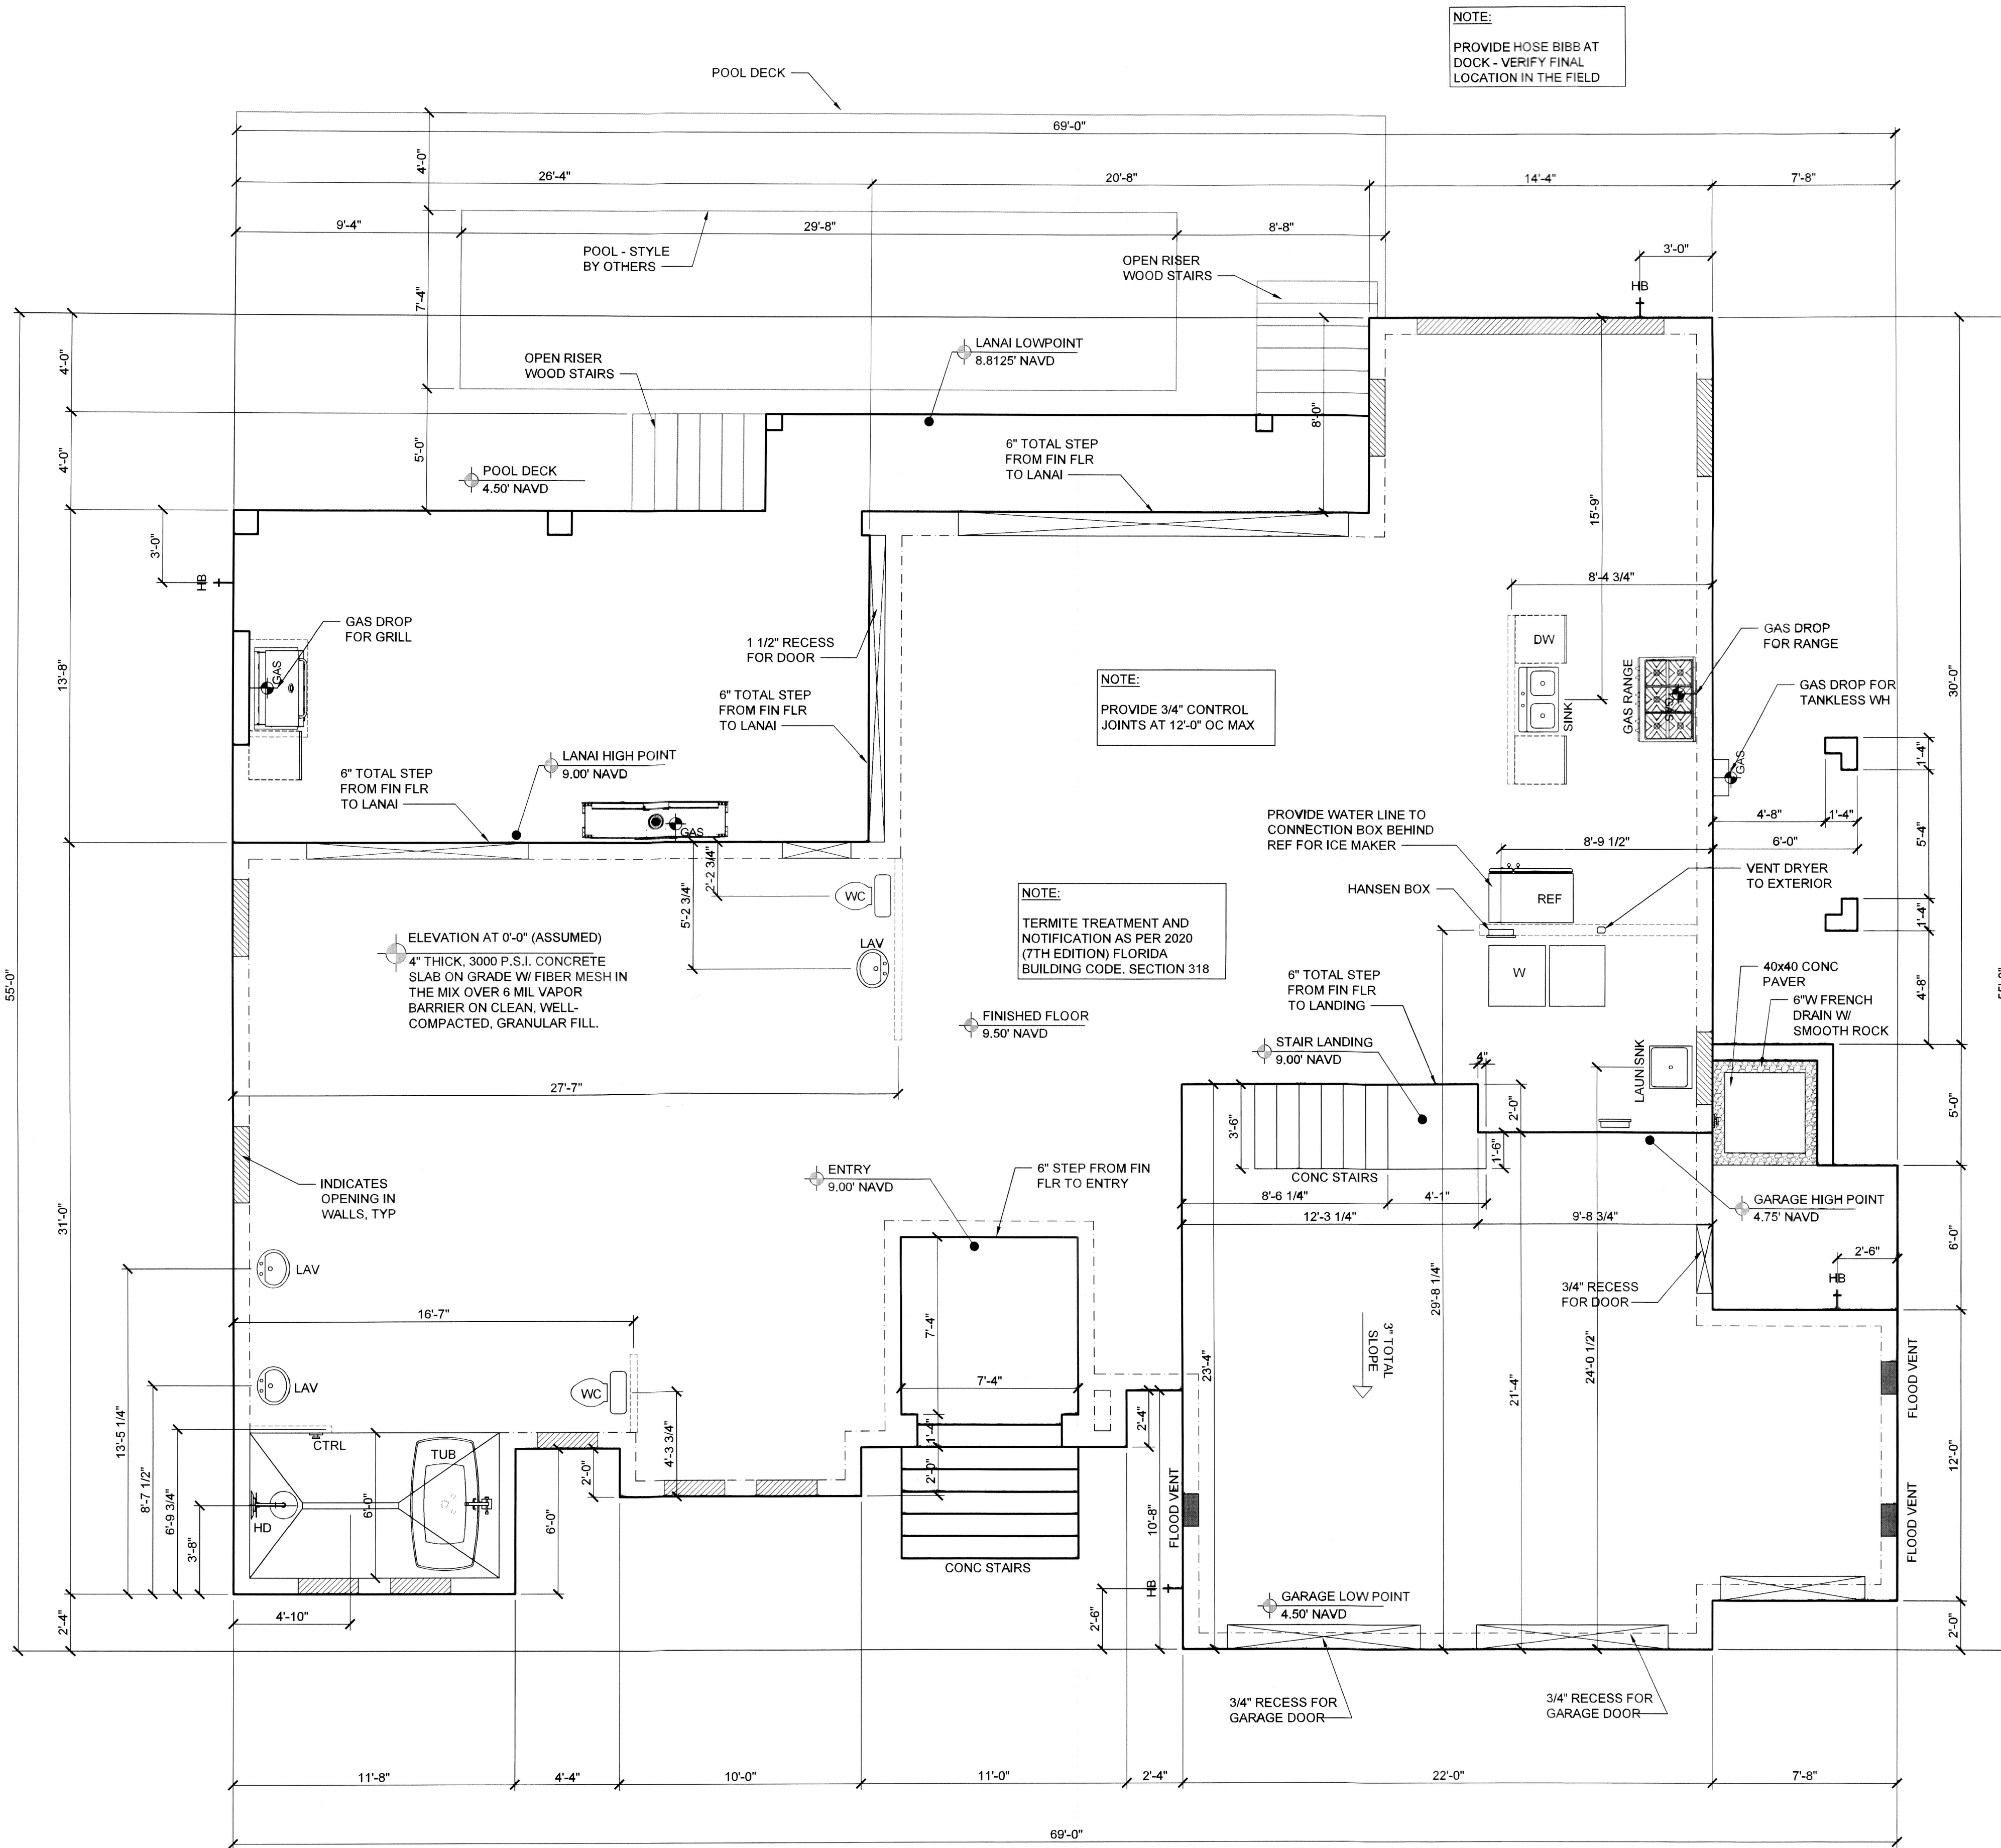 NOTE:
PROVIDE HOSE BIBB AT
DOCK - VERIFY FINAL
LOCATION IN THE FIELD
POOL DECK
69'-0"
4'-0"
26'-4"
20'-8"
14'-4"
7'-8"
9'-4"
29'-8"
8'-8"
POOL - STYLE
BY OTHERS
OPEN RISER
WOOD STAIRS
3'-0"
HB
7'-4"
4'-0"
LANAI LOWPOINT
8.8125' NAVD
OPEN RISER
WOOD STAIRS
8'-0"
5'-0"
4'-0"
6" TOTAL STEP
FROM FIN FLR
TO LANAI
POOL DECK
4.50' NAVD
15'-9"
3'-0"
HB
8'-4 3/4"
GAS DROP
FOR GRILL
GAS
1 1/2" RECESS
FOR DOOR
DW
SINK
GAS RANGE
GAS
GAS DROP
FOR RANGE
13'-8"
30'-0"
NOTE:
PROVIDE 3/4" CONTROL
JOINTS AT 12'-0" OC MAX
6" TOTAL STEP
FROM FIN FLR
TO LANAI
GAS DROP FOR
TANKLESS WH
GAS
1'-4"
LANAI HIGH POINT
9.00' NAVD
6" TOTAL STEP
FROM FIN FLR
TO LANAI
GAS
PROVIDE WATER LINE TO
CONNECTION BOX BEHIND
REF FOR ICE MAKER
4'-8"
1'-4"
8'-9 1/2"
6'-0"
5'-4"
2'-2 3/4"
5'-2 3/4"
WC
HANSEN BOX
REF
VENT DRYER
TO EXTERIOR
1'-4"
NOTE:
TERMITE TREATMENT AND
NOTIFICATION AS PER 2020
(7TH EDITION) FLORIDA
BUILDING CODE. SECTION 318
LAV
ELEVATION AT 0'-0" (ASSUMED)
4" THICK, 3000 P.S.I. CONCRETE
SLAB ON GRADE W/ FIBER MESH IN
THE MIX OVER 6 MIL VAPOR
BARRIER ON CLEAN, WELL-
COMPACTED, GRANULAR FILL.
55'-0"
W
6" TOTAL STEP
FROM FIN FLR
TO LANDING
40x40 CONC
PAVER
4'-8"
6"W FRENCH
DRAIN W/
SMOOTH ROCK
FINISHED FLOOR
9.50' NAVD
STAIR LANDING
9.00' NAVD
4"
LAUN SNK
27'-7"
3'-6"
2'-0"
5'-0"
1'-6"
INDICATES
OPENING IN
WALLS, TYP
ENTRY
9.00' NAVD
6" STEP FROM FIN
FLR TO ENTRY
CONC STAIRS
8'-6 1/4"
4'-1"
GARAGE HIGH POINT
4.75' NAVD
12'-3 1/4"
9'-8 3/4"
31'-0"
6'-0"
LAV
2'-6"
HB
29'-8 1/4"
3/4" RECESS
FOR DOOR
16'-7"
7'-4"
3" TOTAL
SLOPE
24'-0 1/2"
23'-4"
21'-4"
7'-4"
LAV
WC
FLOOD VENT
13'-5 1/4"
8'-7 1/2"
6'-9 3/4"
3'-8"
CTRL
TUB
HD
6'-0"
4'-3 3/4"
2'-0"
6'-0"
1'-4"
2'-0"
2'-4"
10'-8"
FLOOD VENT
12'-0"
FLOOD VENT
CONC STAIRS
HB
2'-6"
GARAGE LOW POINT
4.50' NAVD
2'-4"
4'-10"
2'-0"
3/4" RECESS FOR
GARAGE DOOR
3/4" RECESS FOR
GARAGE DOOR
11'-8"
4'-4"
10'-0"
11'-0"
2'-4"
22'-0"
7'-8"
69'-0"